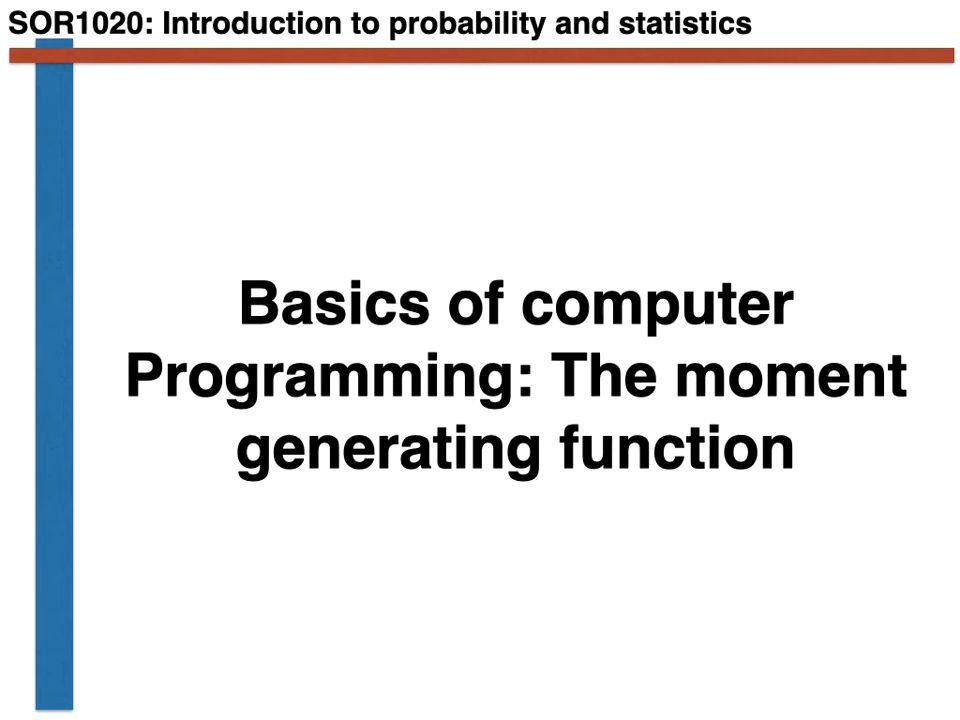 SOR1020: Introduction to probability and statistics
Basics of computer
Programming: The moment
generating function